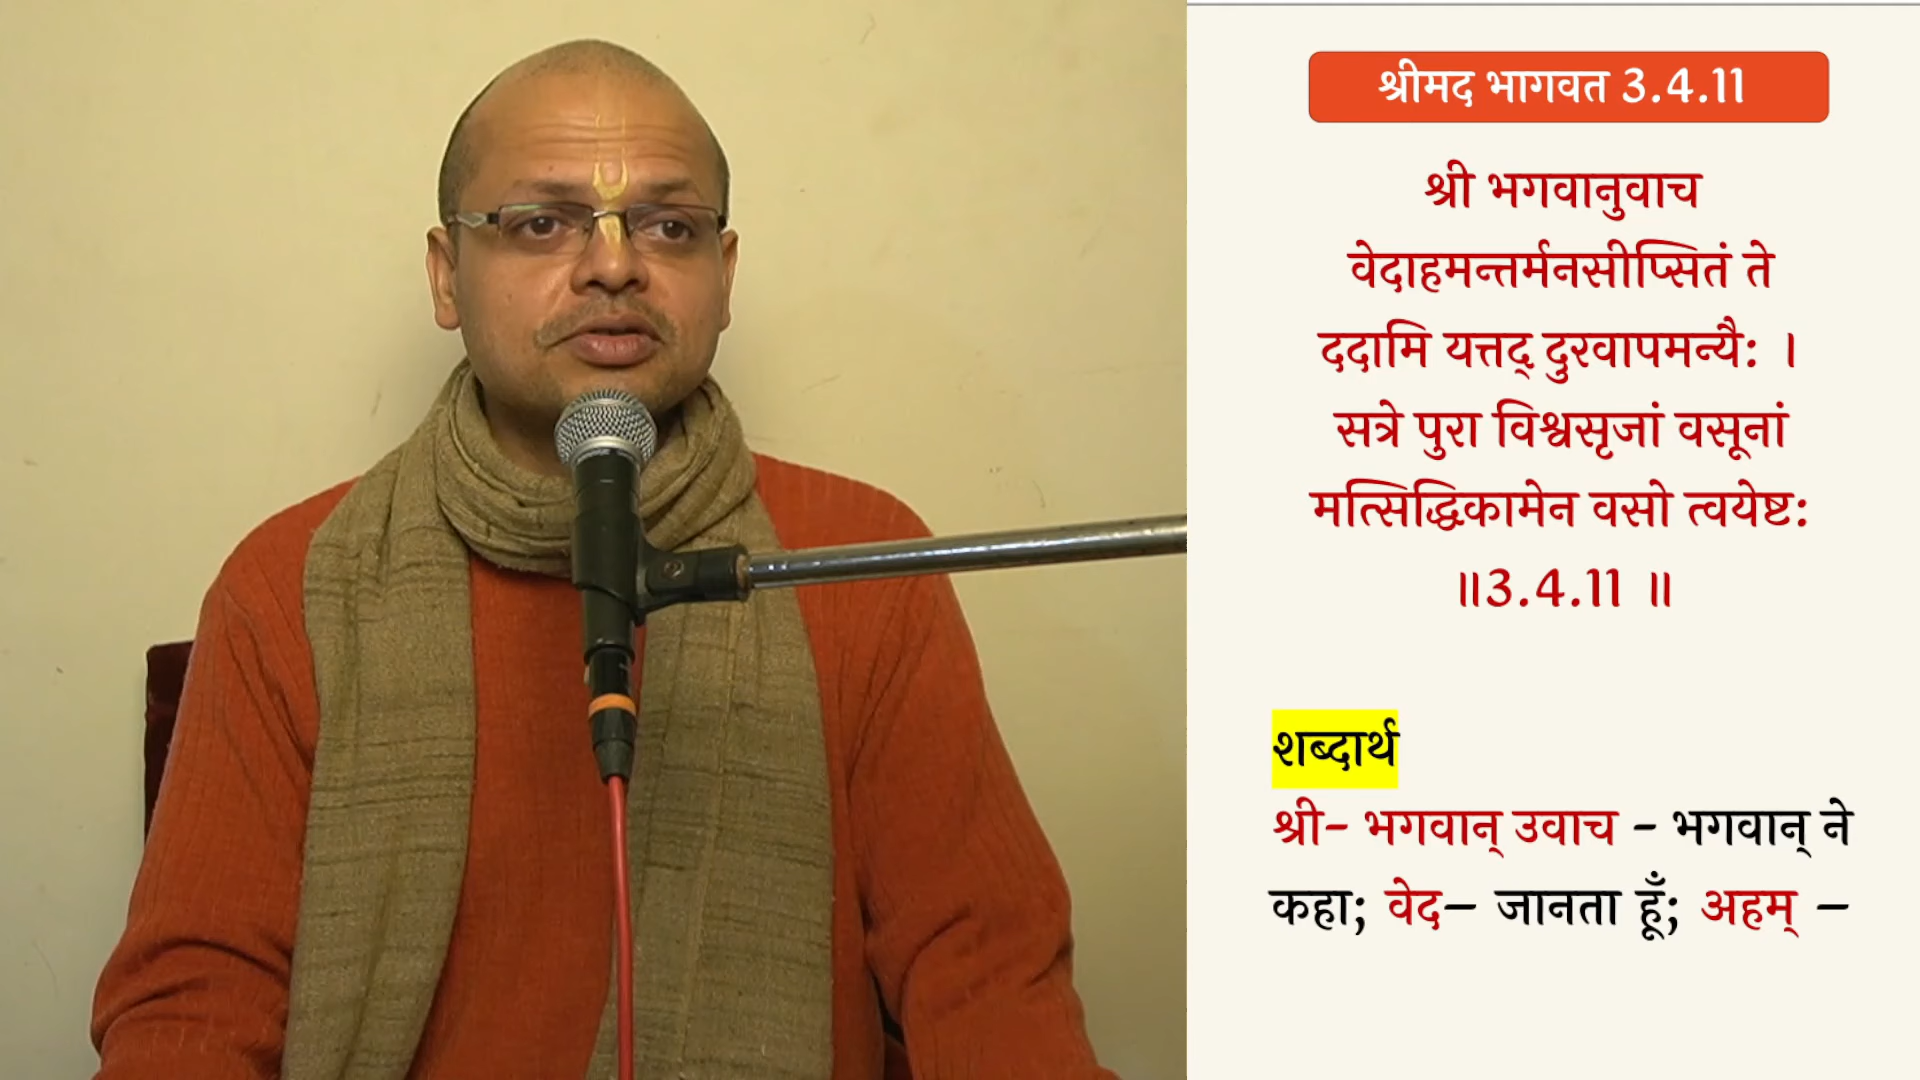 श्रीमद भागवत 3.4.11
श्री भगवानुवाच
वेदाहमन्तर्मनसीप्सितं ते
ददामि यत्तद् दुरवापमन्यैः ।
सत्रे पुरा विश्वसृजां वसूनां
मत्सिद्धिकामेन वसो त्वयेष्टः
॥3.4.11 ॥
शब्दार्थ
श्री- भगवान् उवाच - भगवान् ने
कहा; वेद– जानता हूँ; अहम् –